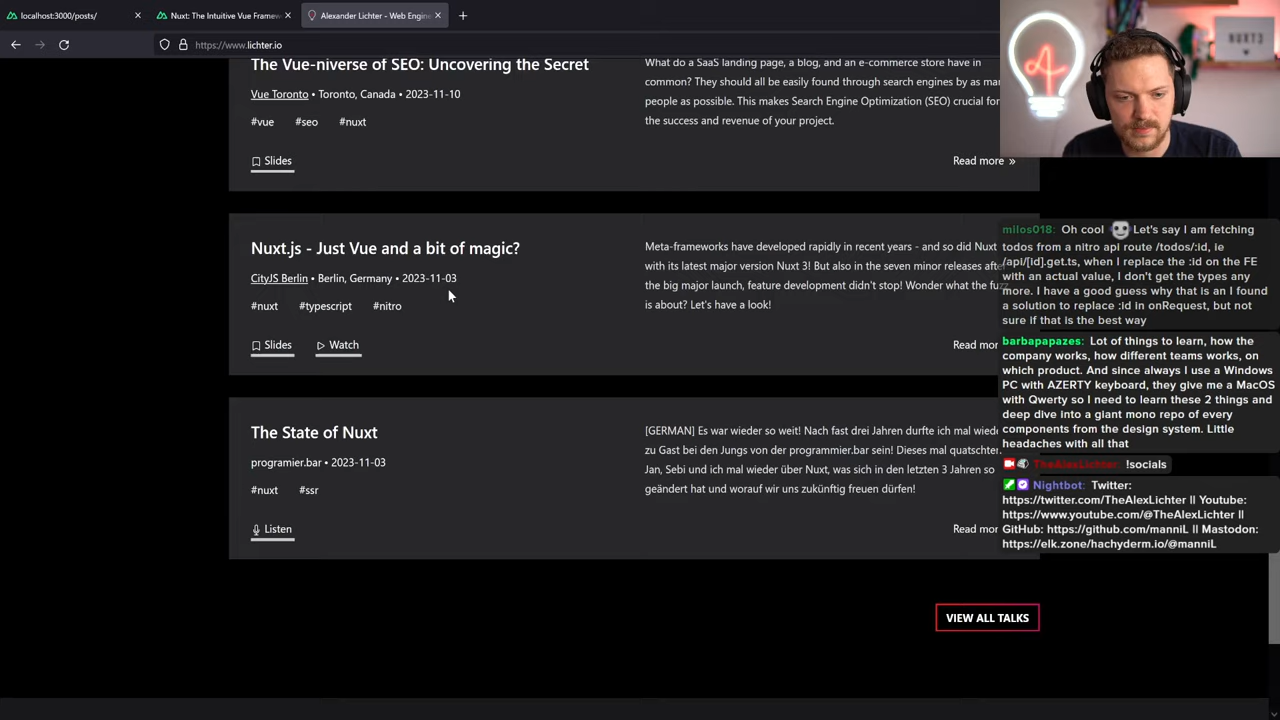 localhost:3000/posts/
Nuxt: The Intuitive Vue Framew
Alexander Lichter - Web Engine
https://www.lichter.io
NUXT3
The Vue-niverse of SEO: Uncovering the Secret
Vue Toronto • Toronto, Canada • 2023-11-10
#vue #seo #nuxt
Slides
What do a SaaS landing page, a blog, and an e-commerce store have in
common? They should all be easily found through search engines by as man
people as possible. This makes Search Engine Optimization (SEO) crucial for
the success and revenue of your project.
Read more »
Nuxt.js - Just Vue and a bit of magic?
CityJS Berlin • Berlin, Germany • 2023-11-03
#nuxt #typescript #nitro
Slides Watch
Meta-frameworks have developed rapidly in recent years - and so did Nuxt
with its latest major version Nuxt 3! But also in the seven minor releases afte
the big major launch, feature development didn't stop! Wonder what the fuz
is about? Let's have a look!
Read mor
The State of Nuxt
programier.bar • 2023-11-03
#nuxt #ssr
Listen
[GERMAN] Es war wieder so weit! Nach fast drei Jahren durfte ich mal wied
zu Gast bei den Jungs von der programmier.bar sein! Dieses mal quatschter
Jan, Sebi und ich mal wieder über Nuxt, was sich in den letzten 3 Jahren so
geändert hat und worauf wir uns zukünftig freuen dürfen!
Read mor
VIEW ALL TALKS
milos018: Oh cool Let's say I am fetching
todos from a nitro api route /todos/:id, ie
/api/[id].get.ts, when I replace the :id on the FE
with an actual value, I don't get the types any
more. I have a good guess why that is an I found
a solution to replace :id in onRequest, but not
sure if that is the best way
barbapapazes: Lot of things to learn, how the
company works, how different teams works, on
which product. And since always I use a Windows
PC with AZERTY keyboard, they give me a MacOS
with Qwerty so I need to learn these 2 things and
deep dive into a giant mono repo of every
components from the design system. Little
headaches with all that
TheAlexLichter: !socials
Nightbot: Twitter:
https://twitter.com/TheAlexLichter || Youtube:
https://www.youtube.com/@TheAlexLichter ||
GitHub: https://github.com/manniL || Mastodon:
https://elk.zone/hachyderm.io/@manniL